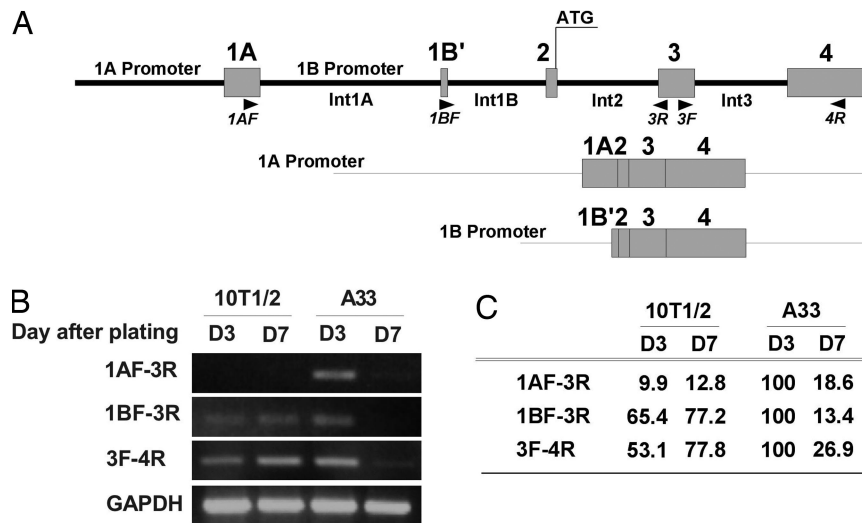 A
ATG
1A 1B' 2 3 4
1A Promoter 1B Promoter
Int1A Int1B Int2 Int3
1AF 1BF 3R 3F 4R
1A2 3 4
1A Promoter
1B'2 3 4
1B Promoter
B
10T1/2 A33
Day after plating D3 D7 D3 D7
1AF-3R
1BF-3R
3F-4R
GAPDH
C
10T1/2 A33
D3 D7 D3 D7
1AF-3R 9.9 12.8 100 18.6
1BF-3R 65.4 77.2 100 13.4
3F-4R 53.1 77.8 100 26.9